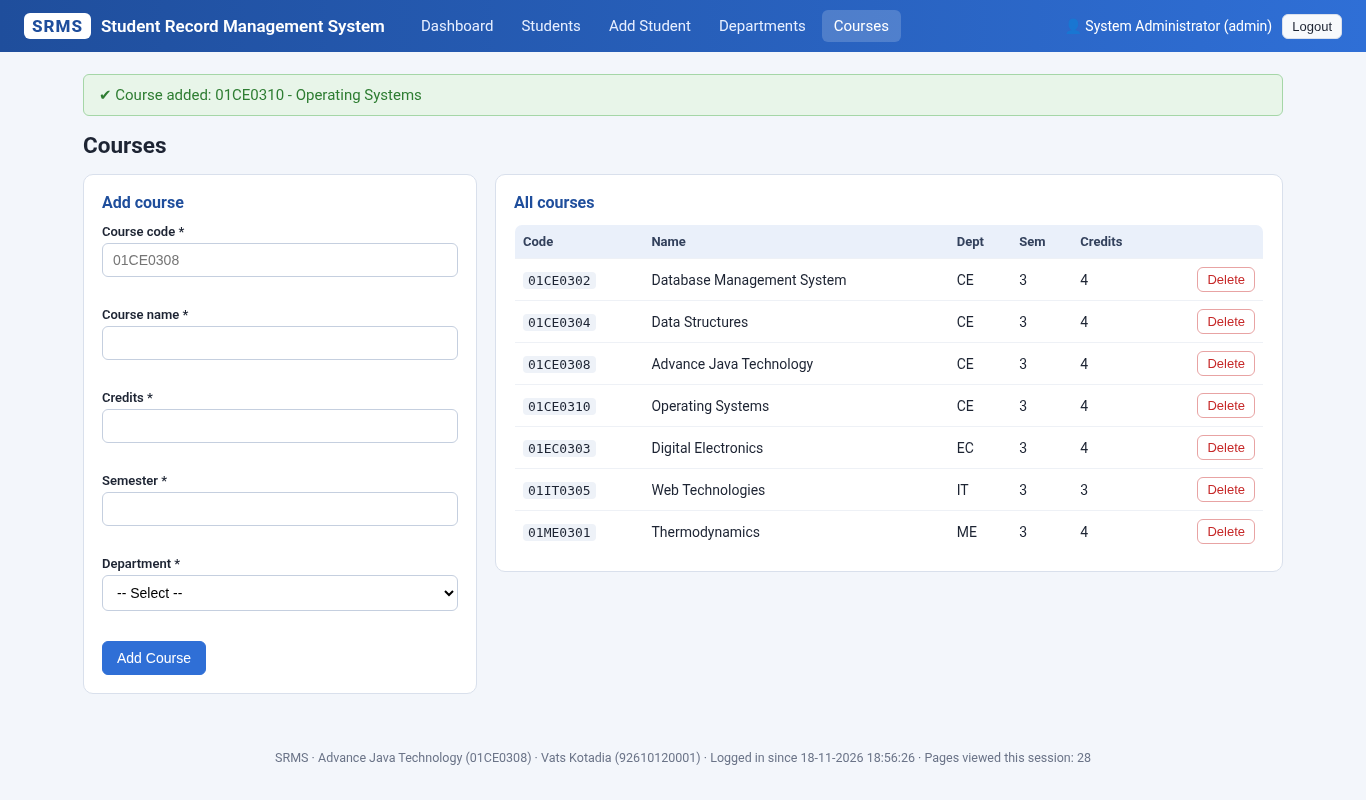 SRMS Student Record Management System Dashboard Students Add Student Departments Courses System Administrator (admin) Logout
✔ Course added: 01CE0310 - Operating Systems
Courses
Add course
Course code *
01CE0308
Course name *
Credits *
Semester *
Department *
-- Select --
Add Course
All courses
Code Name Dept Sem Credits
01CE0302 Database Management System CE 3 4 Delete
01CE0304 Data Structures CE 3 4 Delete
01CE0308 Advance Java Technology CE 3 4 Delete
01CE0310 Operating Systems CE 3 4 Delete
01EC0303 Digital Electronics EC 3 4 Delete
01IT0305 Web Technologies IT 3 3 Delete
01ME0301 Thermodynamics ME 3 4 Delete
SRMS · Advance Java Technology (01CE0308) · Vats Kotadia (92610120001) · Logged in since 18-11-2026 18:56:26 · Pages viewed this session: 28